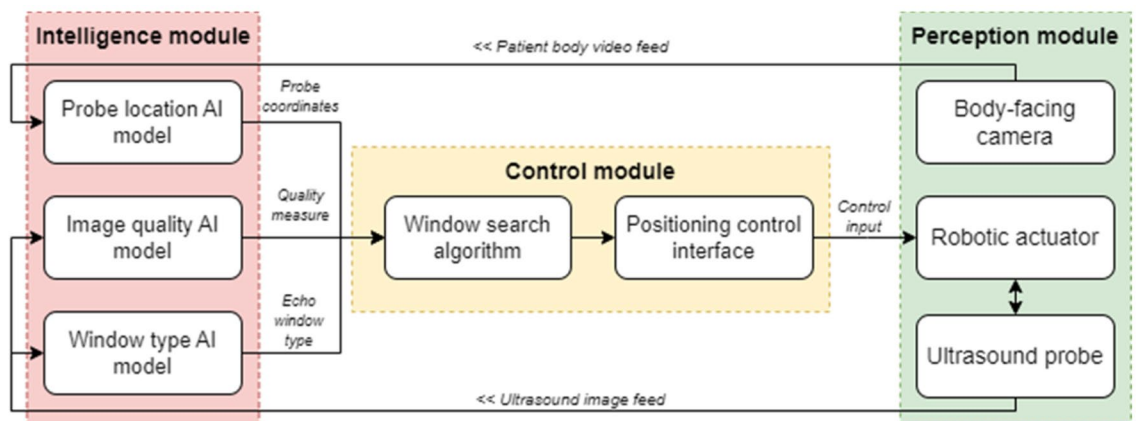 Intelligence module
<< Patient body video feed
Perception module
Probe location AI
model
Probe
coordinates
Body-facing
camera
Control module
Image quality AI
model
Quality
measure
Window search
algorithm
Positioning control
interface
Control
input
Robotic actuator
Window type AI
model
Echo
window
type
Ultrasound probe
<< Ultrasound image feed